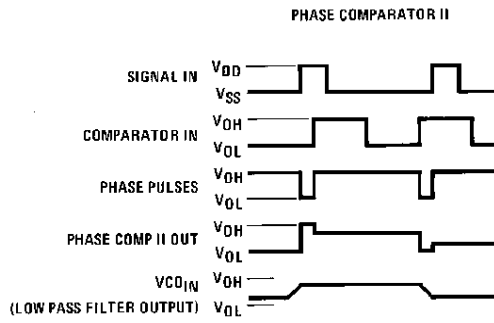 PHASE COMPARATOR II
SIGNAL IN VDD
VSS
COMPARATOR IN VOH
VOL
PHASE PULSES VOH
VOL
PHASE COMP II OUT VOH
VOL
VCOIN VOH
(LOW PASS FILTER OUTPUT) VOL